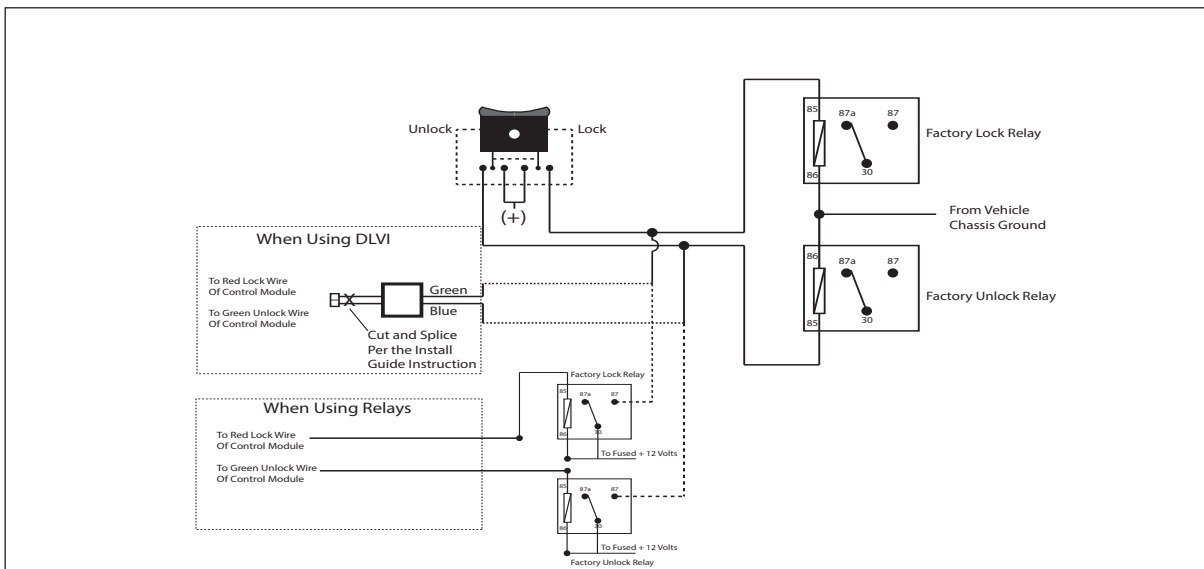 Unlock
Lock
(+)
85
87a
87
86
30
Factory Lock Relay
From Vehicle
Chassis Ground
86
87a
87
85
30
Factory Unlock Relay
When Using DLVI
To Red Lock Wire
Of Control Module
To Green Unlock Wire
Of Control Module
Green
Blue
Cut and Splice
Per the Install
Guide Instruction
When Using Relays
To Red Lock Wire
Of Control Module
To Green Unlock Wire
Of Control Module
Factory Lock Relay
85
87a
87
86
30
To Fused + 12 Volts
85
87a
87
86
30
To Fused + 12 Volts
Factory Unlock Relay